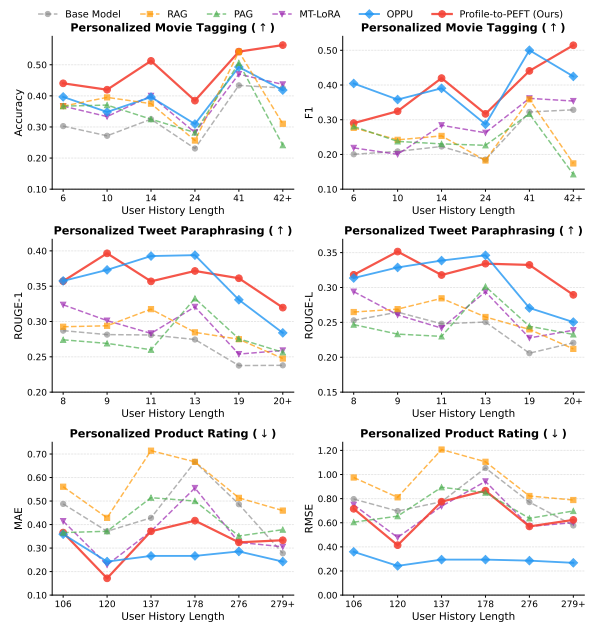 Base Model RAG PAG MT-LoRA OPPU Profile-to-PEFT (Ours)
Personalized Movie Tagging (↑)
Accuracy
0.50
0.40
0.30
0.20
0.10
6 10 14 24 41 42+
User History Length
Personalized Movie Tagging (↑)
F1
0.50
0.40
0.30
0.20
0.10
6 10 14 24 41 42+
User History Length
Personalized Tweet Paraphrasing (↑)
ROUGE-1
0.40
0.35
0.30
0.25
0.20
8 9 11 13 19 20+
User History Length
Personalized Tweet Paraphrasing (↑)
ROUGE-L
0.35
0.30
0.25
0.20
0.15
8 9 11 13 19 20+
User History Length
Personalized Product Rating (↓)
MAE
0.70
0.60
0.50
0.40
0.30
0.20
0.10
106 120 137 178 276 279+
User History Length
Personalized Product Rating (↓)
RMSE
1.20
1.00
0.80
0.60
0.40
0.20
0.00
106 120 137 178 276 279+
User History Length